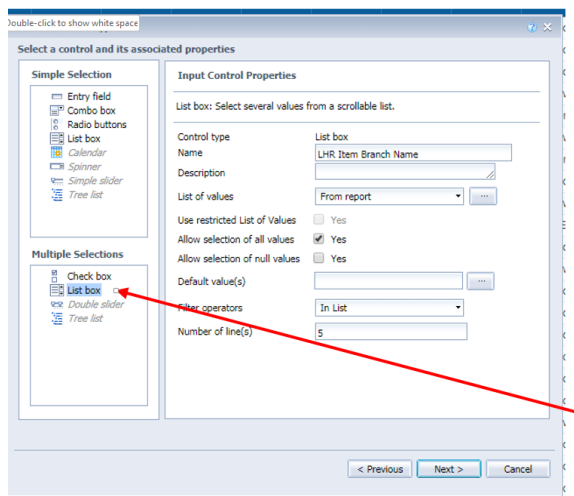 Double-click to show white space
Select a control and its associated properties
Simple Selection
Entry field
Combo box
Radio buttons
List box
Calendar
Spinner
Simple slider
Tree list
Multiple Selections
Check box
List box
Double slider
Tree list
Input Control Properties
List box: Select several values from a scrollable list.
Control type List box
Name LHR Item Branch Name
Description
List of values From report ...
Use restricted List of Values Yes
Allow selection of all values Yes
Allow selection of null values Yes
Default value(s) ...
Filter operators In List
Number of line(s) 5
< Previous Next > Cancel